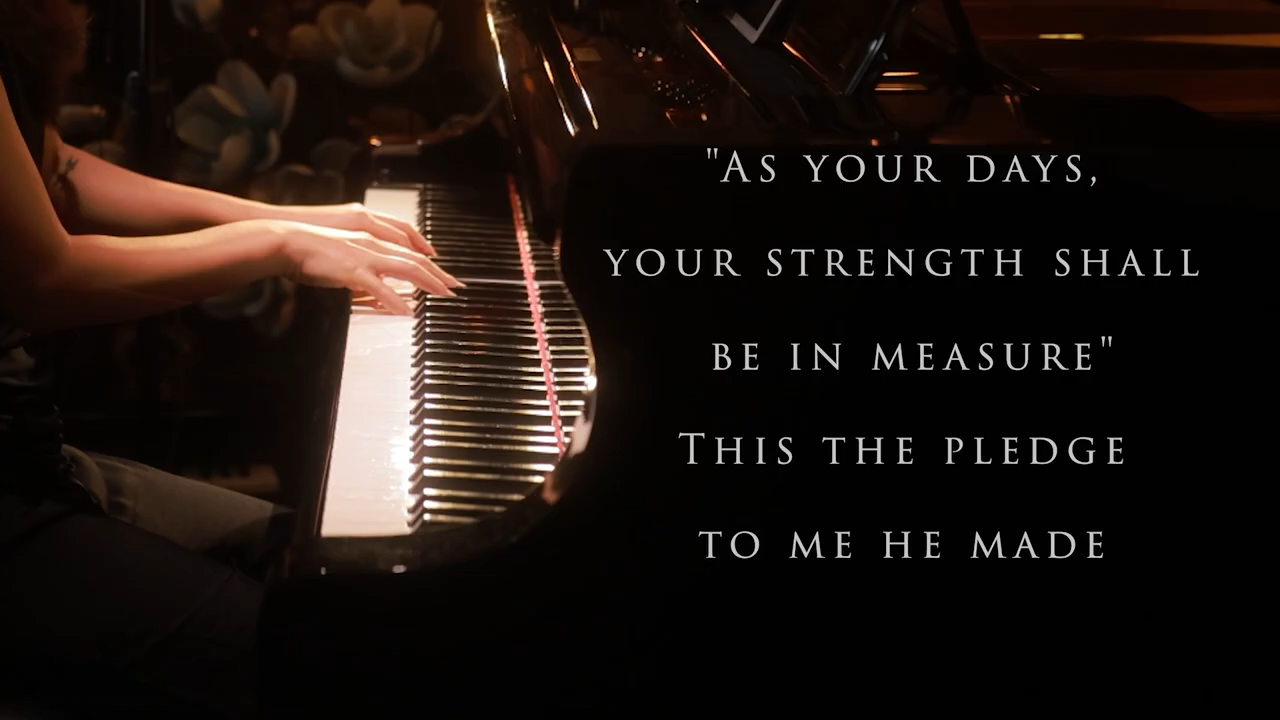 "As your days,
your strength shall
be in measure"
This the pledge
to me He made